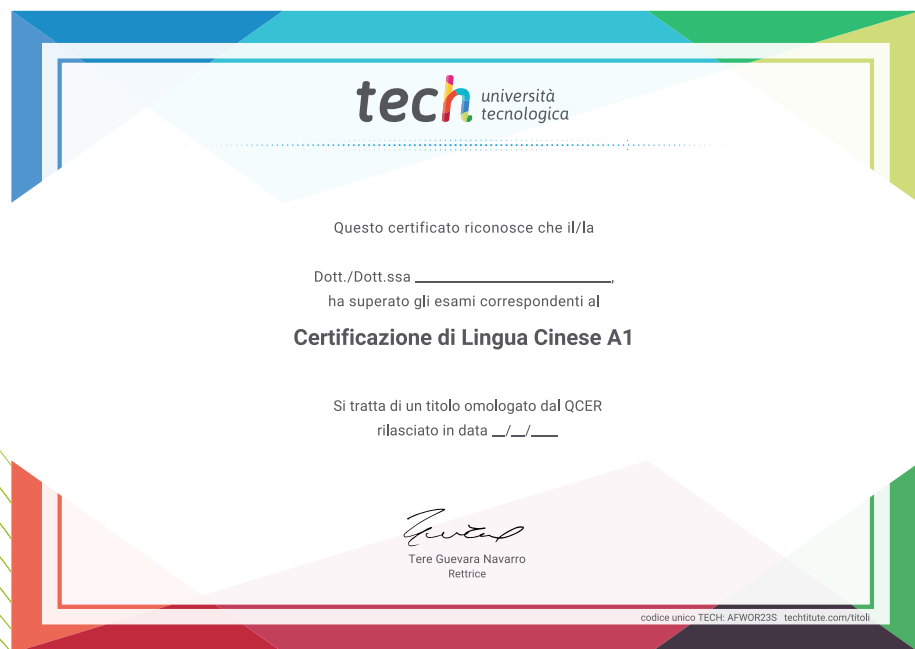 tech università
tecnologica
Questo certificato riconosce che il/la
Dott./Dott.ssa ____________________,
ha superato gli esami correspondenti al
Certificazione di Lingua Cinese A1
Si tratta di un titolo omologato dal QCER
rilasciato in data __/__/____
Tere Guevara Navarro
Rettrice
codice unico TECH: AFWOR23S techtitute.com/titoli